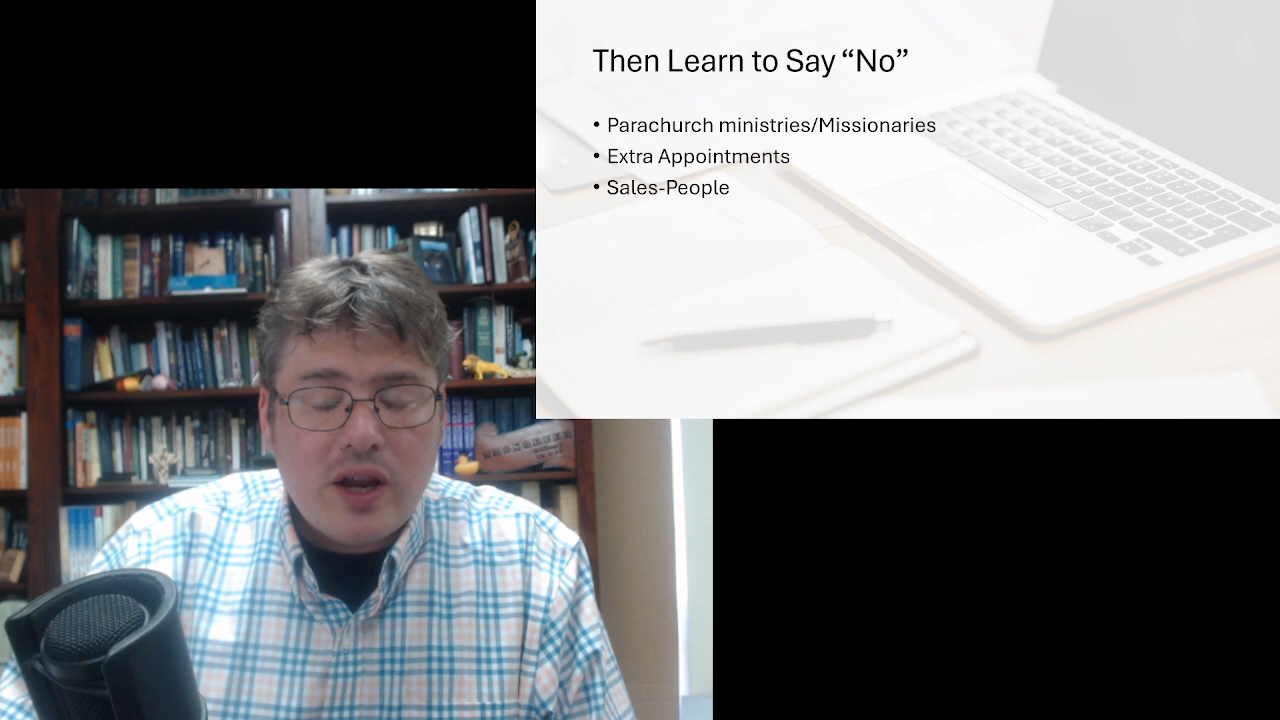 Then Learn to Say “No”
• Parachurch ministries/Missionaries
• Extra Appointments
• Sales-People